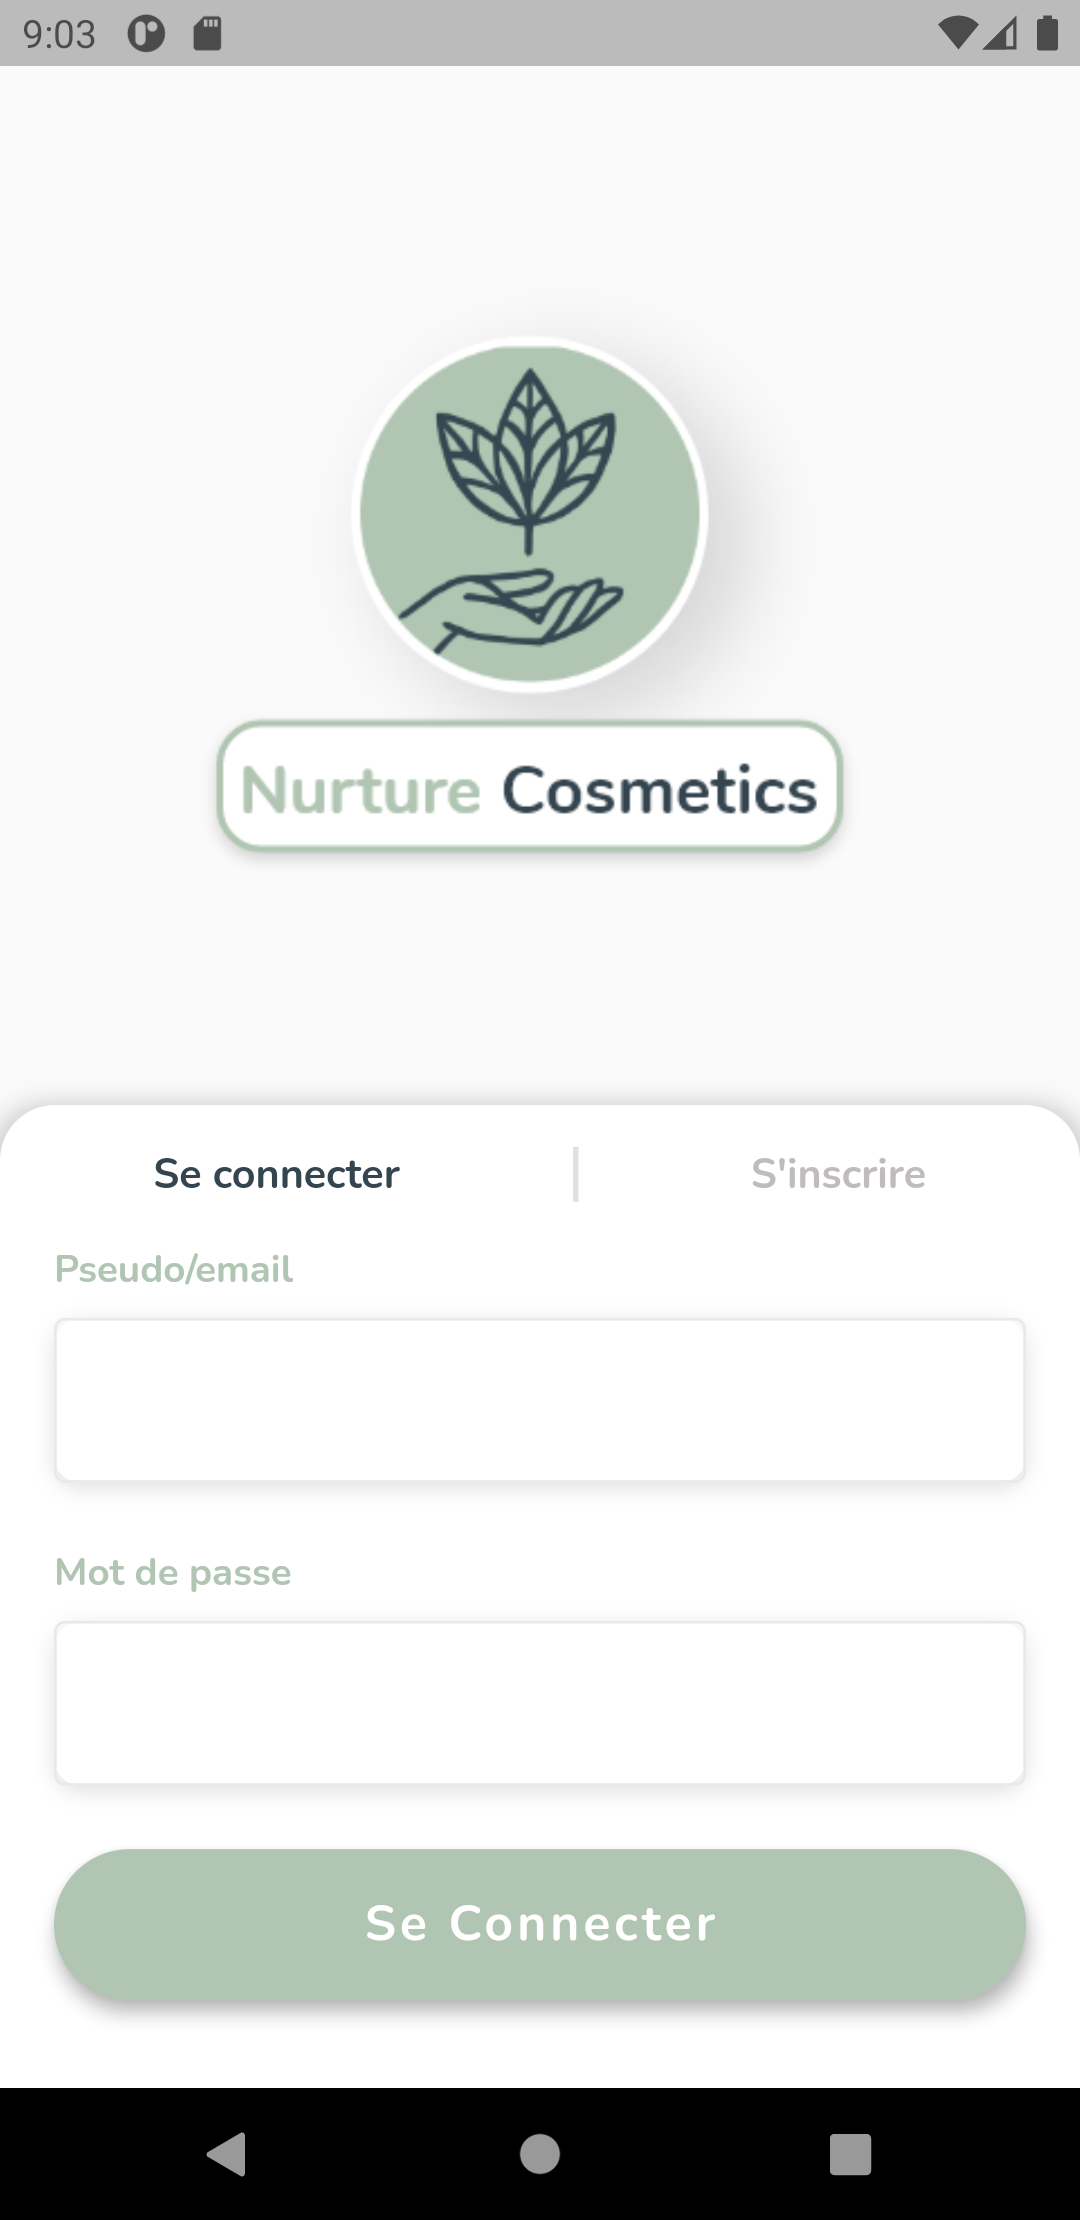 9:03
Nurture Cosmetics
Se connecter
S'inscrire
Pseudo/email
Mot de passe
Se Connecter